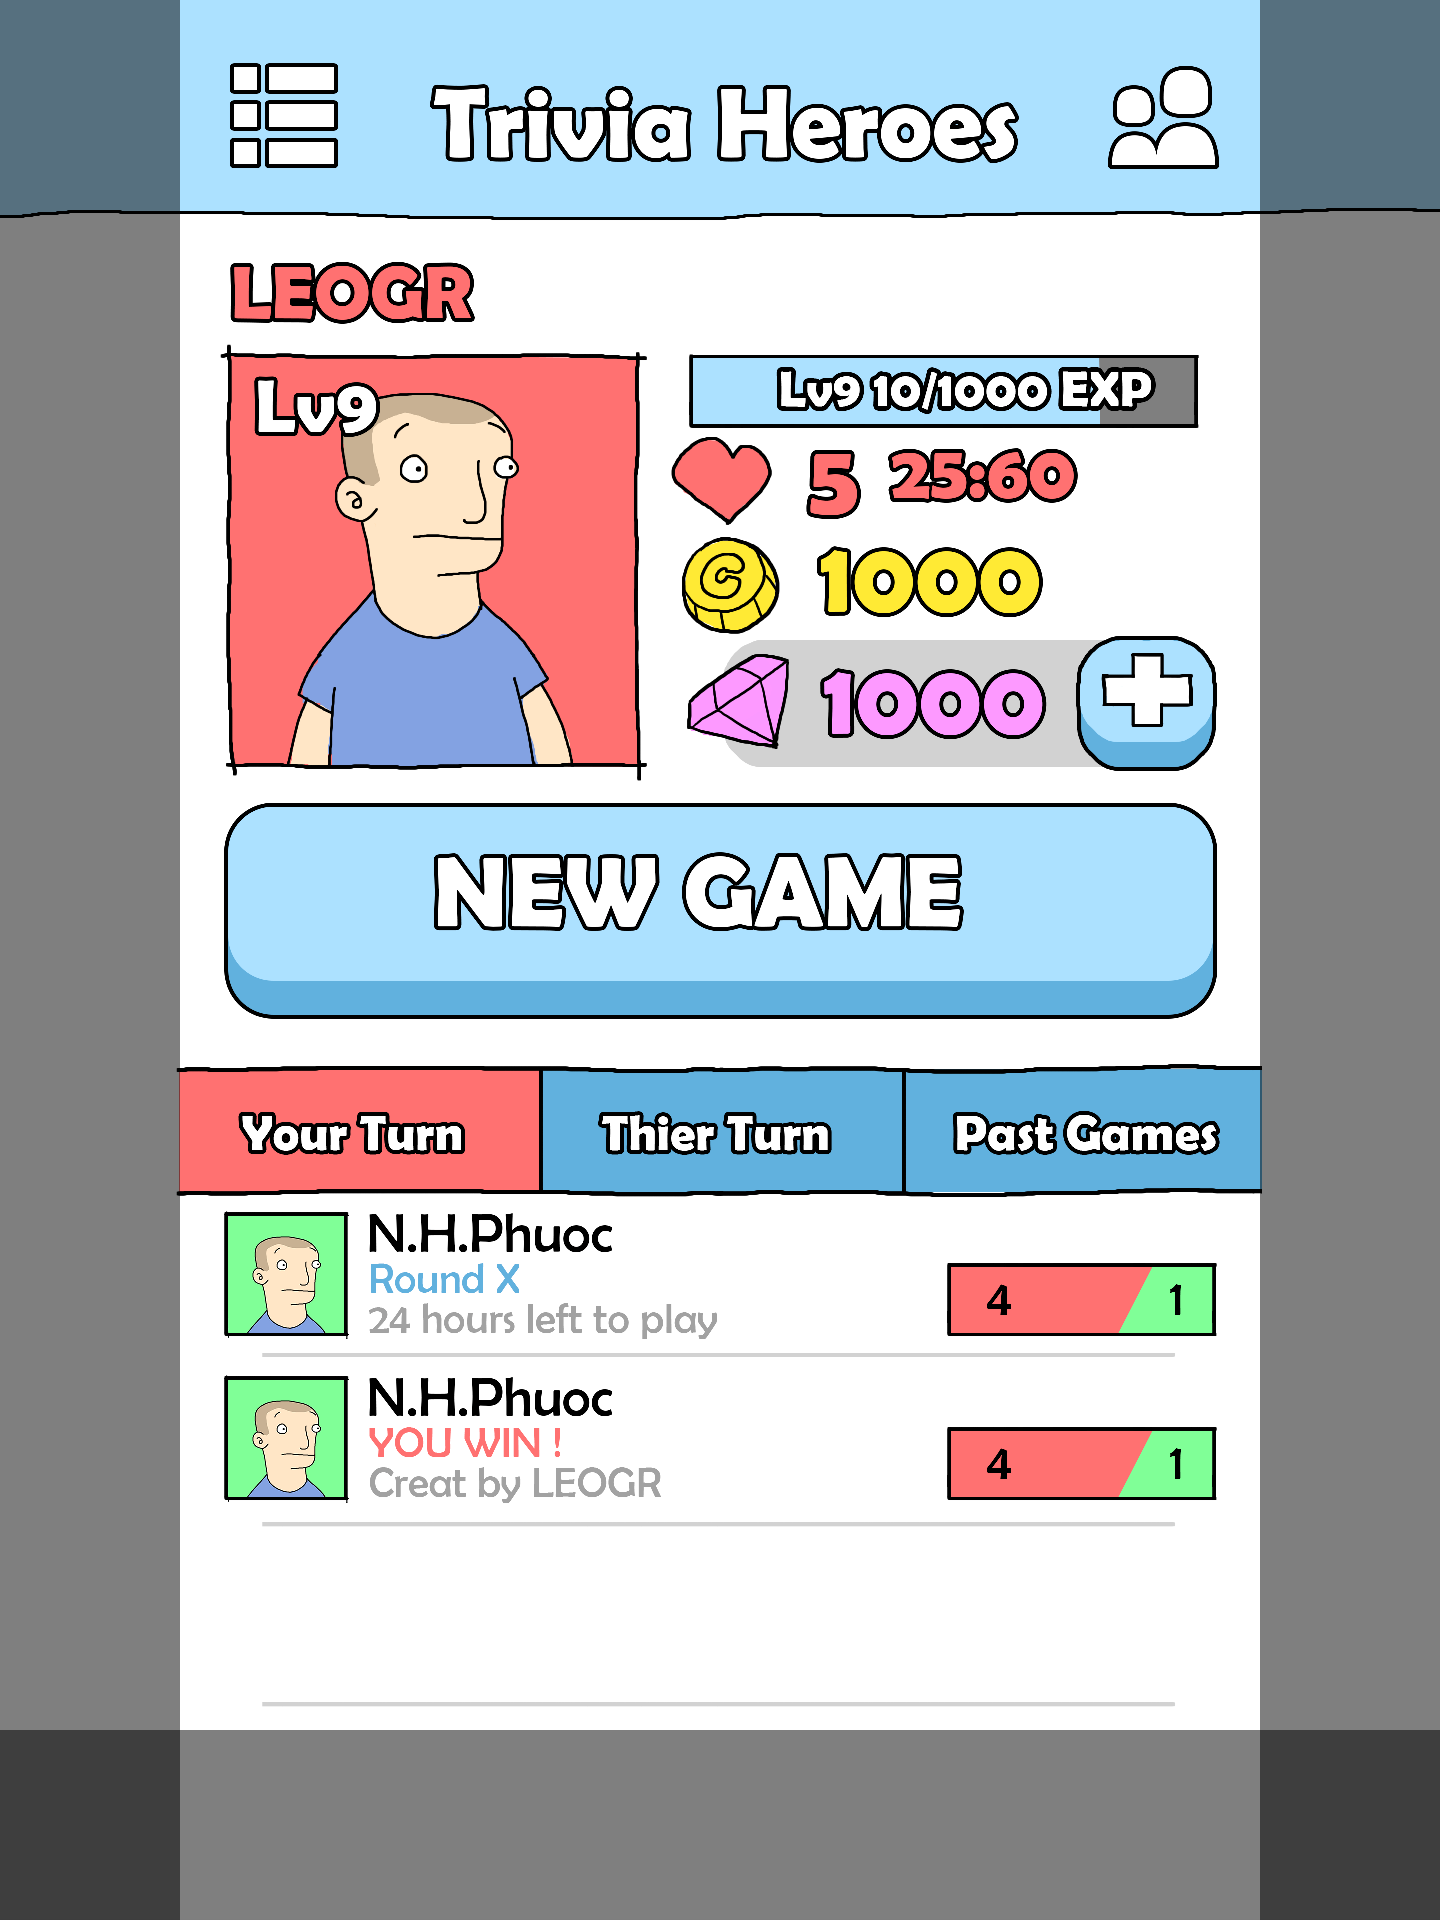 Trivia Heroes
LEOGR
Lv9
Lv9 10/1000 EXP
5 25:60
C 1000
1000
NEW GAME
Your Turn
Thier Turn
Past Games
N.H.Phuoc
Round X
24 hours left to play
4 1
N.H.Phuoc
YOU WIN !
Creat by LEOGR
4 1